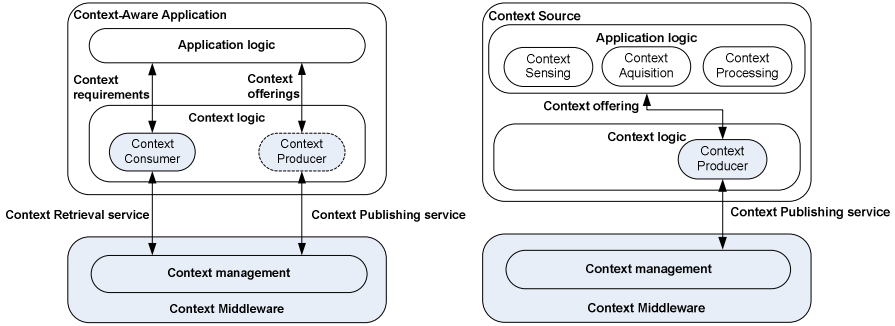 Context-Aware Application
Application logic
Context
requirements
Context
offerings
Context logic
Context
Consumer
Context
Producer
Context Retrieval service
Context Publishing service
Context management
Context Middleware
Context Source
Application logic
Context
Sensing
Context
Aquisition
Context
Processing
Context offering
Context logic
Context
Producer
Context Publishing service
Context management
Context Middleware